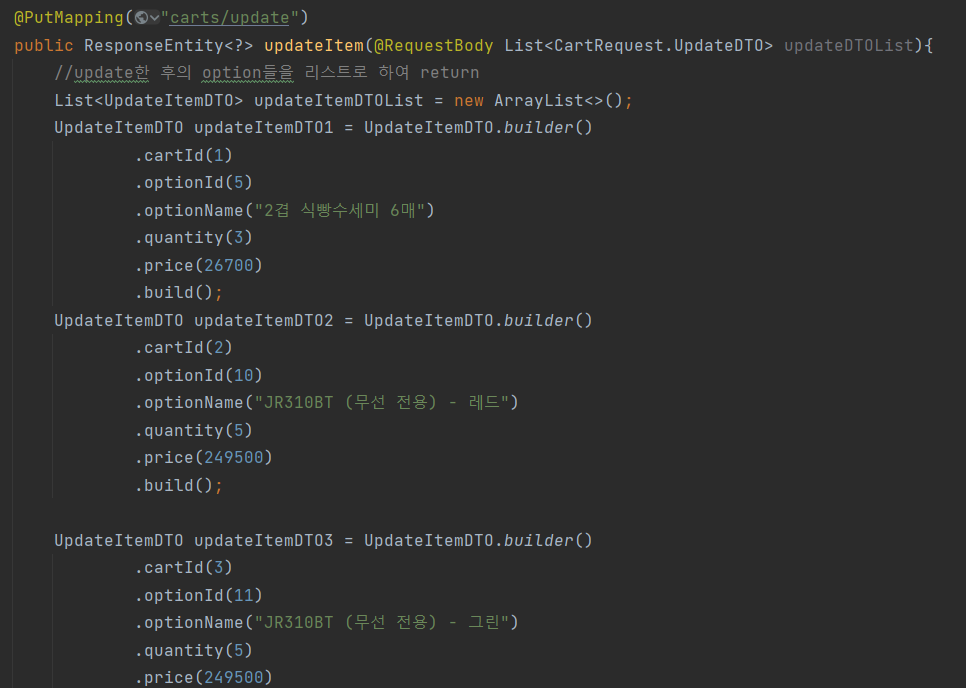 @PutMapping("carts/update")
public ResponseEntity<?> updateItem(@RequestBody List<CartRequest.UpdateDTO> updateDTOList){
//update한 후의 option들을 리스트로 하여 return
List<UpdateItemDTO> updateItemDTOList = new ArrayList<>();
UpdateItemDTO updateItemDTO1 = UpdateItemDTO.builder()
.cartId(1)
.optionId(5)
.optionName("2겹 식빵수세미 6매")
.quantity(3)
.price(26700)
.build();
UpdateItemDTO updateItemDTO2 = UpdateItemDTO.builder()
.cartId(2)
.optionId(10)
.optionName("JR310BT (무선 전용) - 레드")
.quantity(5)
.price(249500)
.build();
UpdateItemDTO updateItemDTO3 = UpdateItemDTO.builder()
.cartId(3)
.optionId(11)
.optionName("JR310BT (무선 전용) - 그린")
.quantity(5)
.price(249500)